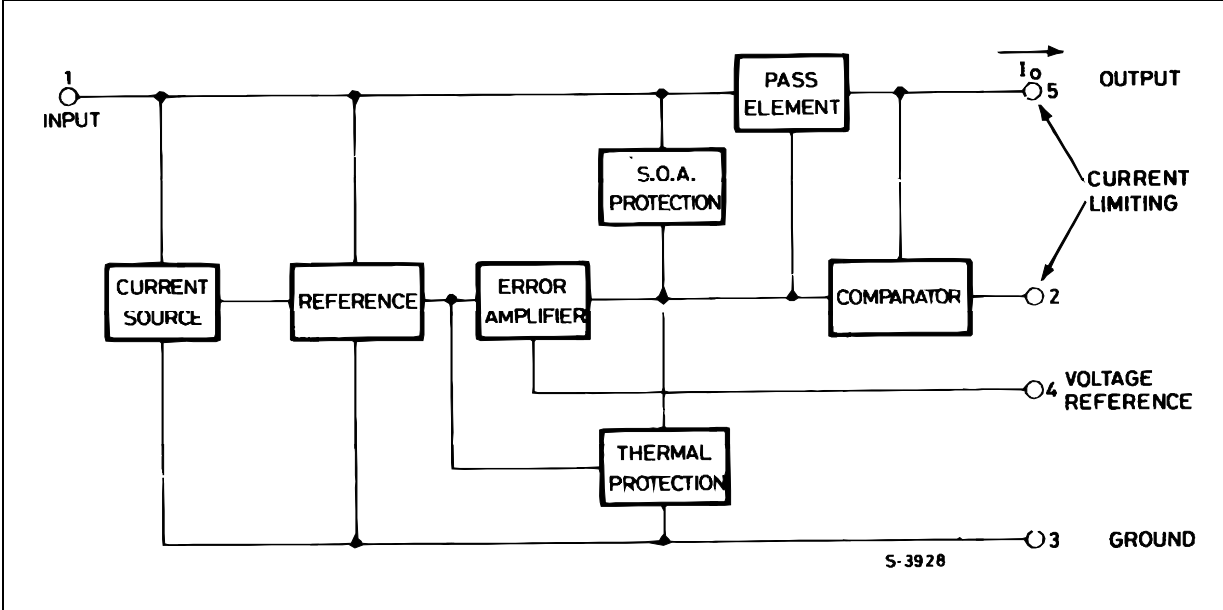 1
INPUT
PASS
ELEMENT
Io
5
OUTPUT
S.O.A.
PROTECTION
CURRENT
LIMITING
CURRENT
SOURCE
REFERENCE
ERROR
AMPLIFIER
COMPARATOR
2
4
VOLTAGE
REFERENCE
THERMAL
PROTECTION
3
GROUND
S-3928